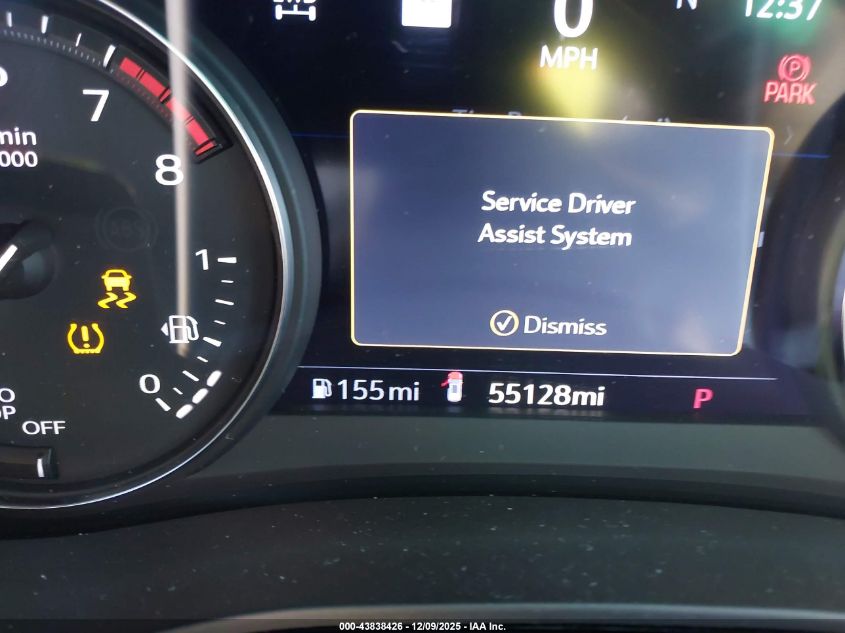 0
MPH
N
12:37
PARK
7
8
000
Service Driver
Assist System
1
Dismiss
0
155mi
55128mi
P
OFF
000-43838426 - 12/09/2025 - IAA Inc.